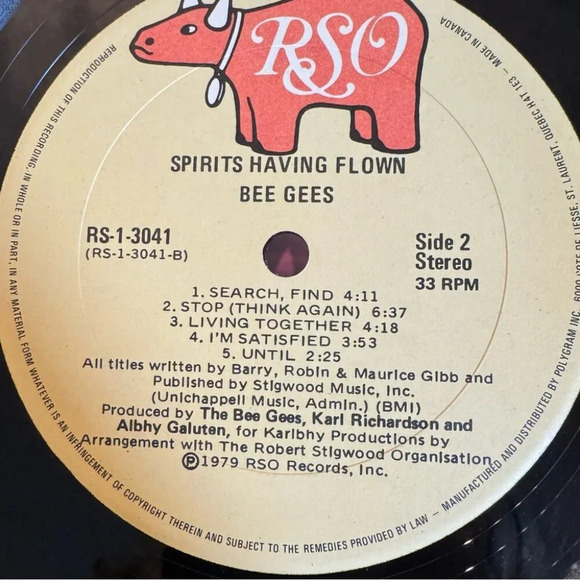 RSO
SPIRITS HAVING FLOWN
BEE GEES
RS-1-3041
(RS-1-3041-B)
Side 2
Stereo
33 RPM
1. SEARCH, FIND 4:11
2. STOP (THINK AGAIN) 6:37
3. LIVING TOGETHER 4:18
4. I'M SATISFIED 3:53
5. UNTIL 2:25
All titles written by Barry, Robin & Maurice Gibb and
Published by Stigwood Music, Inc.
(Unichappell Music, Admin.) (BMI)
Produced by The Bee Gees, Karl Richardson and
Albhy Galuten, for Karlbhy Productions by
Arrangement with The Robert Stigwood Organisation
Ⓟ1979 RSO Records, Inc.
REPRODUCTION OF THIS RECORDING, IN WHOLE OR IN PART, IN ANY MATERIAL FORM WHATEVER IS AN INFRINGEMENT OF COPYRIGHT THEREIN AND SUBJECT TO THE REMEDIES PROVIDED BY LAW – MANUFACTURED AND DISTRIBUTED BY POLYGRAM INC. 6000 COTE DE LIESSE, ST. LAURENT, QUEBEC H4T 1E3 – MADE IN CANADA